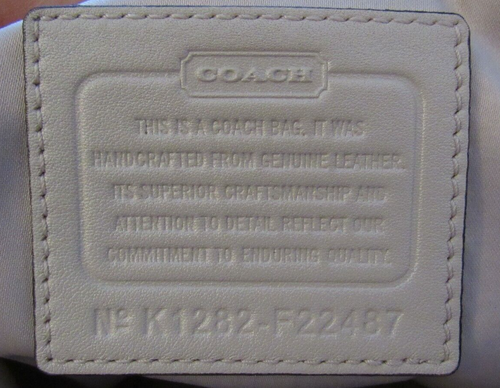 COACH
THIS IS A COACH BAG. IT WAS
HANDCRAFTED FROM GENUINE LEATHER.
ITS SUPERIOR CRAFTSMANSHIP AND
ATTENTION TO DETAIL REFLECT OUR
COMMITMENT TO ENDURING QUALITY.
Nº K1282-F22487